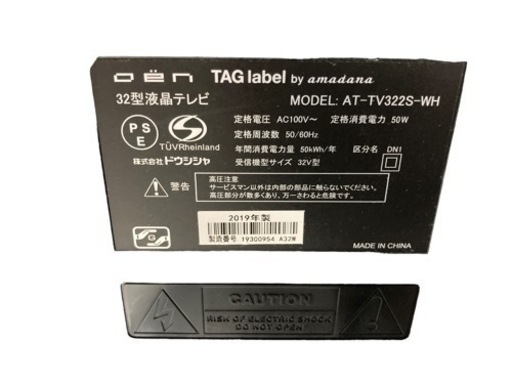 oën TAG label by amadana
32型液晶テレビ MODEL: AT-TV322S-WH
定格電圧 AC100V～ 定格消費電力 50W
定格周波数 50/60Hz
年間消費電力量 50kWh/年 区分名 DN1
受信機型サイズ 32V型
PS
E
TÜVRheinland
株式会社ドウシシャ
警告
高圧注意
サービスマン以外は内部の部品に触らないでください。
高圧部分が数多くあり、万一さわると危険です。
2019年製
製造番号 19300954 A32W
MADE IN CHINA
CAUTION
RISK OF ELECTRIC SHOCK
DO NOT OPEN